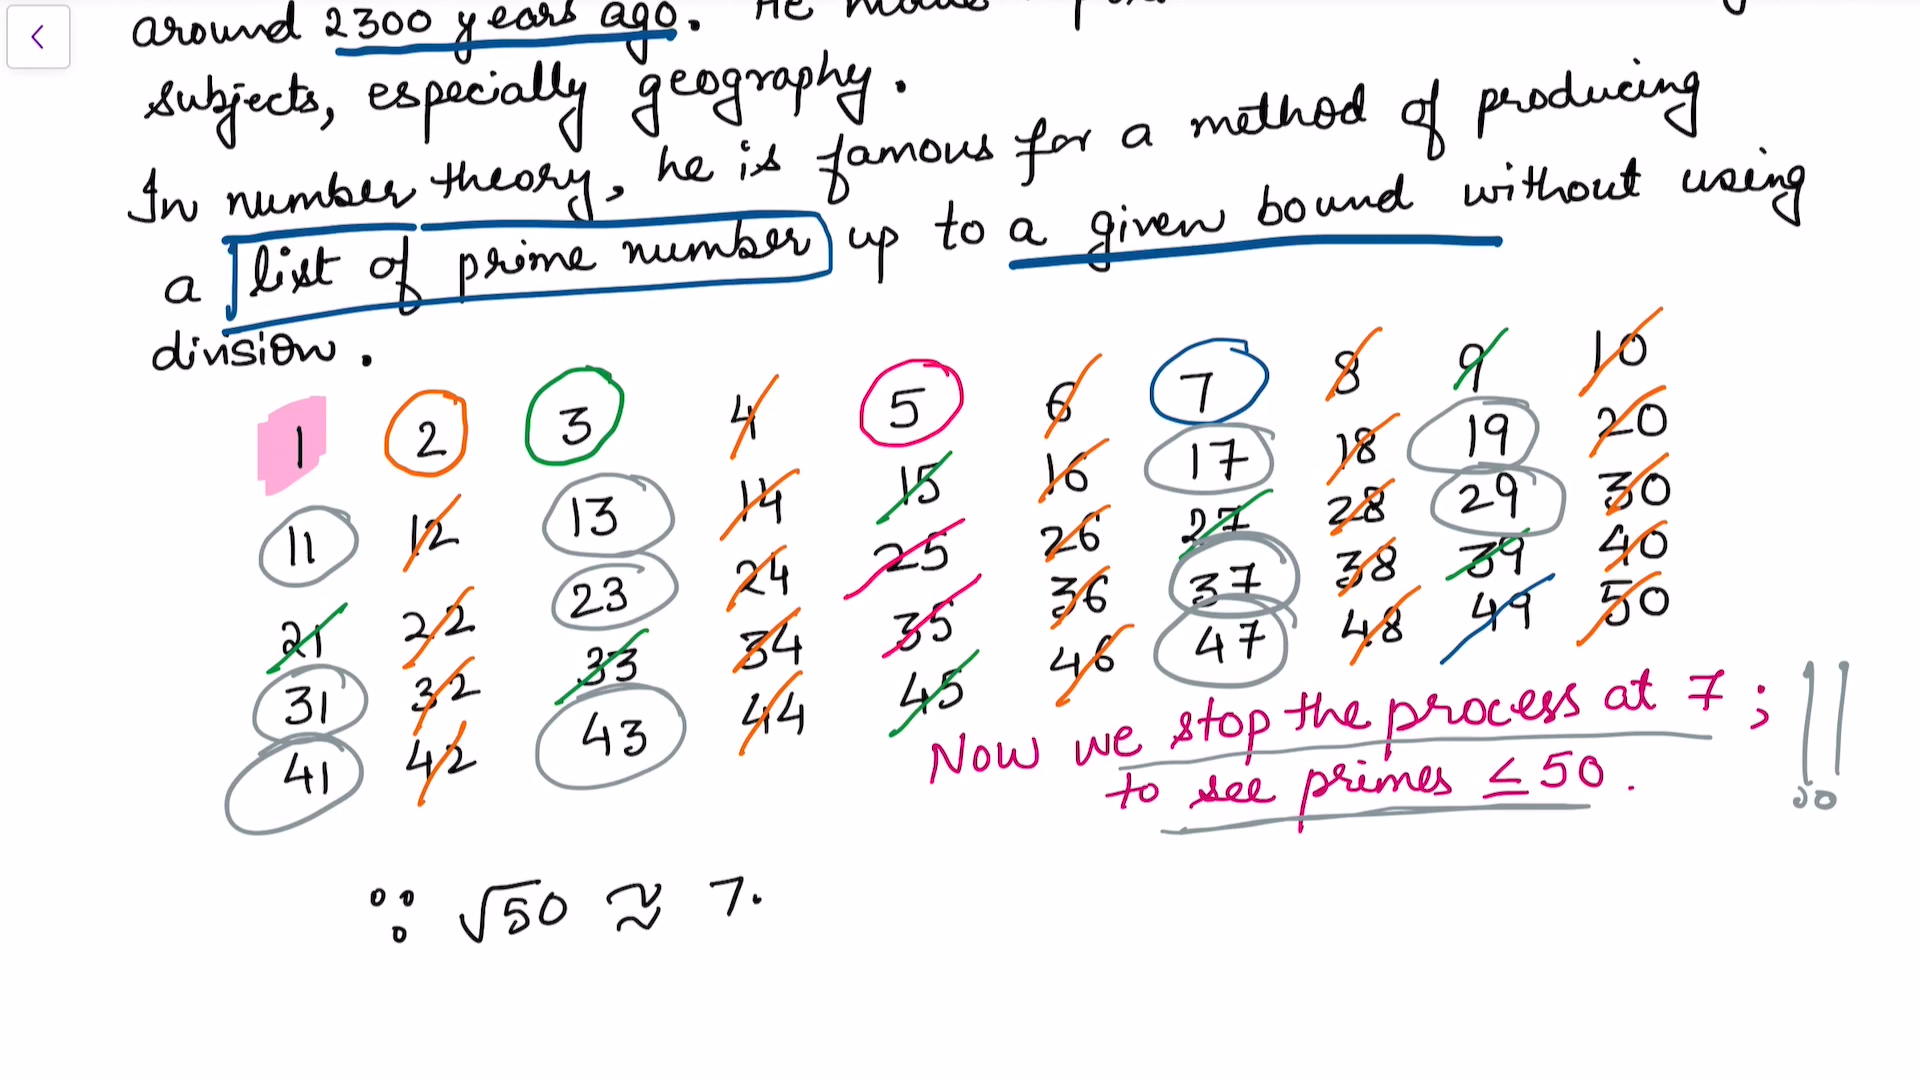 around 2300 years ago. He
subjects, especially geography.
In number theory, he is famous for a method of producing
a list of prime number up to a given bound without using
division.
1 2 3 4 5 6 7 8 9 10
11 12 13 14 15 16 17 18 19 20
21 22 23 24 25 26 27 28 29 30
31 32 33 34 35 36 37 38 39 40
41 42 43 44 45 46 47 48 49 50
Now we stop the process at 7; !!
to see primes ≤ 50.
∵ √50 ≈ 7.